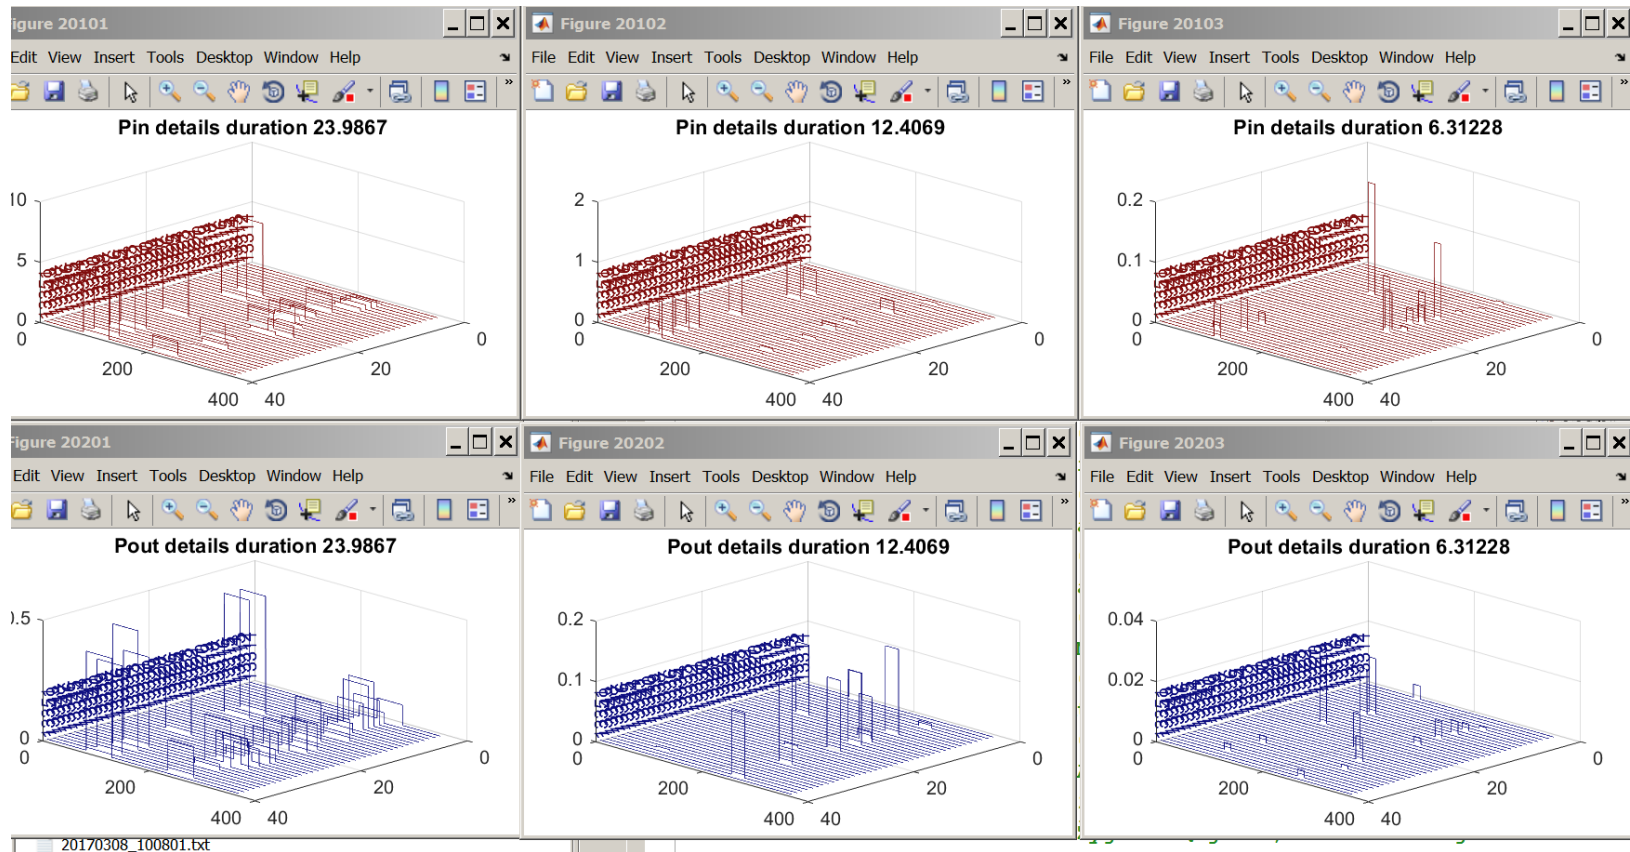 igure 20101
Edit View Insert Tools Desktop Window Help
Pin details duration 23.9867
10
5
0
0
200
400
40
20
0
Figure 20102
File Edit View Insert Tools Desktop Window Help
Pin details duration 12.4069
2
1
0
0
200
400
40
20
0
Figure 20103
File Edit View Insert Tools Desktop Window Help
Pin details duration 6.31228
0.2
0.1
0
0
200
400
40
20
0
igure 20201
Edit View Insert Tools Desktop Window Help
Pout details duration 23.9867
0.5
0
0
200
400
40
20
0
Figure 20202
File Edit View Insert Tools Desktop Window Help
Pout details duration 12.4069
0.2
0.1
0
0
200
400
40
20
0
Figure 20203
File Edit View Insert Tools Desktop Window Help
Pout details duration 6.31228
0.04
0.02
0
0
200
400
40
20
0
20170308_100801.txt